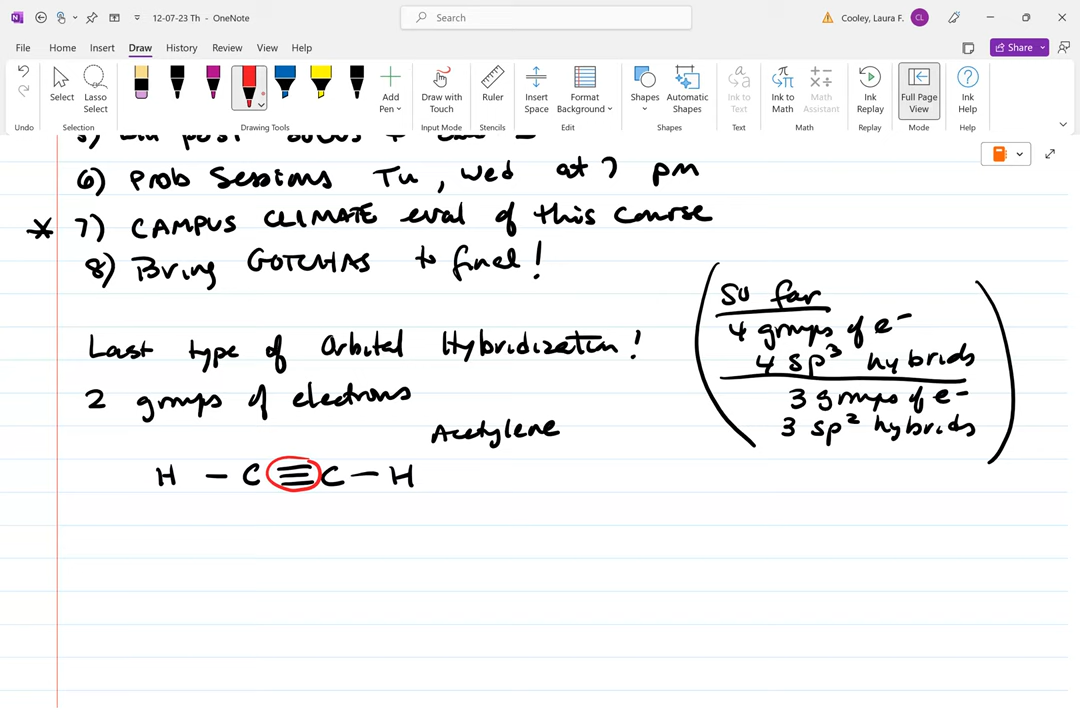 12-07-23 Th - OneNote
Search
Cooley, Laura F.
CL
File Home Insert Draw History Review View Help
Share
Undo
Select
Lasso Select
Add Pen
Draw with Touch
Ruler
Insert Space
Format Background
Shapes
Automatic Shapes
Ink to Text
Ink to Math
Math Assistant
Ink Replay
Full Page View
Ink Help
Undo Selection Drawing Tools Input Mode Stencils Edit Shapes Text Math Replay Mode Help
6) Prob Sessions Tu, Wed at 7 pm
* 7) CAMPUS CLIMATE eval of this course
8) Bring GOTCHAS to final!
So far
4 groups of e⁻
4 sp³ hybrids
3 groups of e⁻
3 sp² hybrids
Last type of Orbital Hybridization!
2 groups of electrons
Acetylene
H - C ≡ C - H